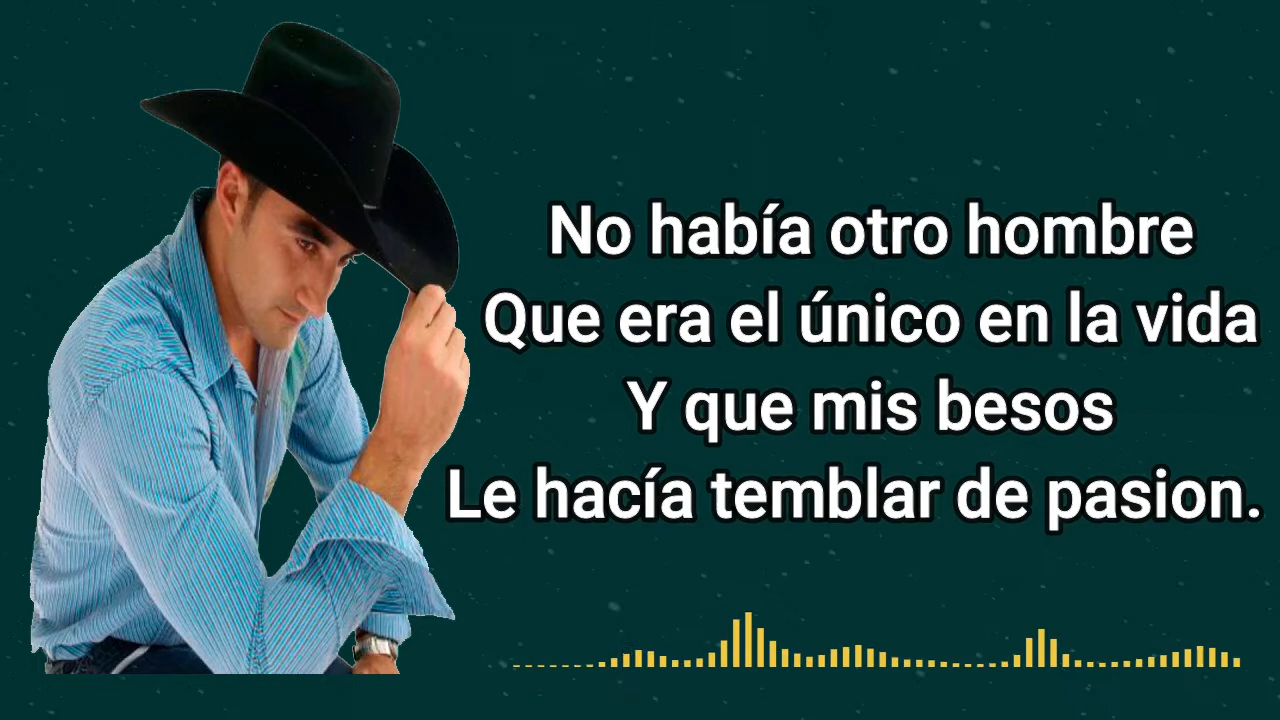 No había otro hombre
Que era el único en la vida
Y que mis besos
Le hacía temblar de pasion.